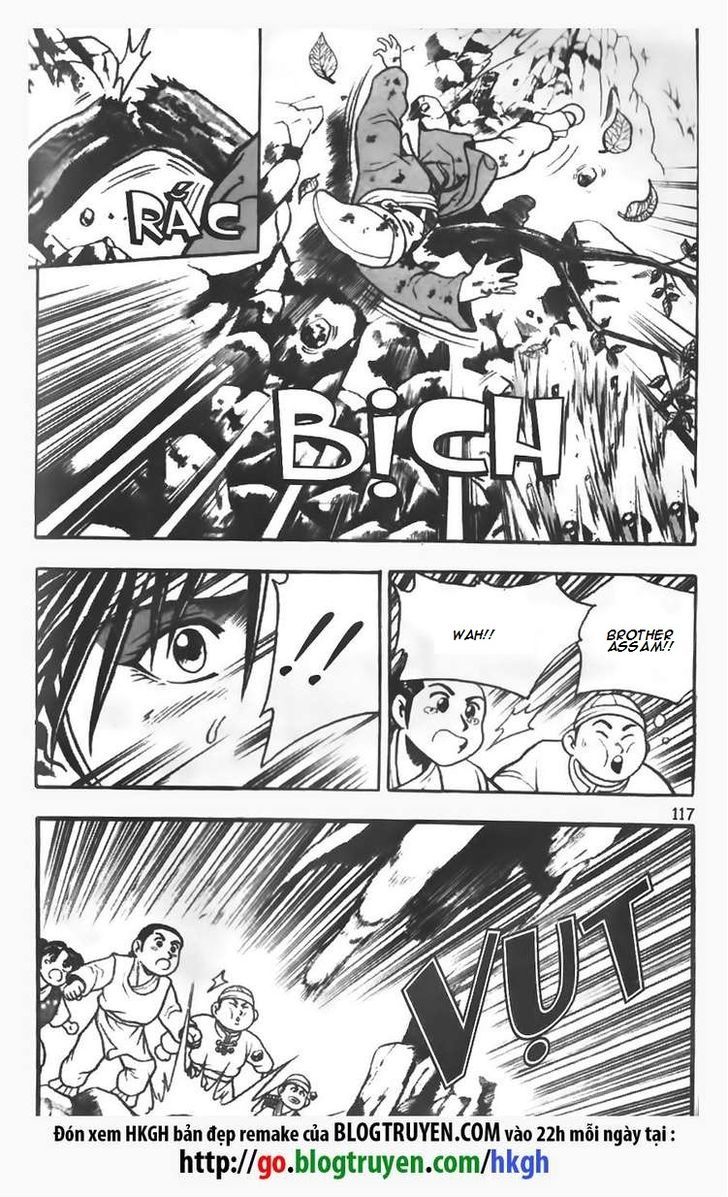 RẮC
BỊCH
!!
BROTHER
ASSAM!!
WAH!!
117
VỤT
Đón xem HKGH bản đẹp remake của BLOGTRUYEN.COM vào 22h mỗi ngày tại :
http://go.blogtruyen.com/hkgh